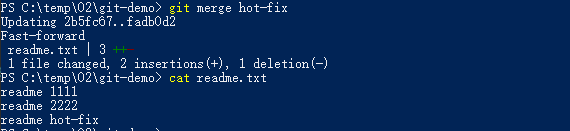 PS C:\temp\02\git-demo> git merge hot-fix
Updating 2b5fc67..fadb0d2
Fast-forward
 readme.txt | 3 ++
 1 file changed, 2 insertions(+), 1 deletion(-)
PS C:\temp\02\git-demo> cat readme.txt
readme 1111
readme 2222
readme hot-fix